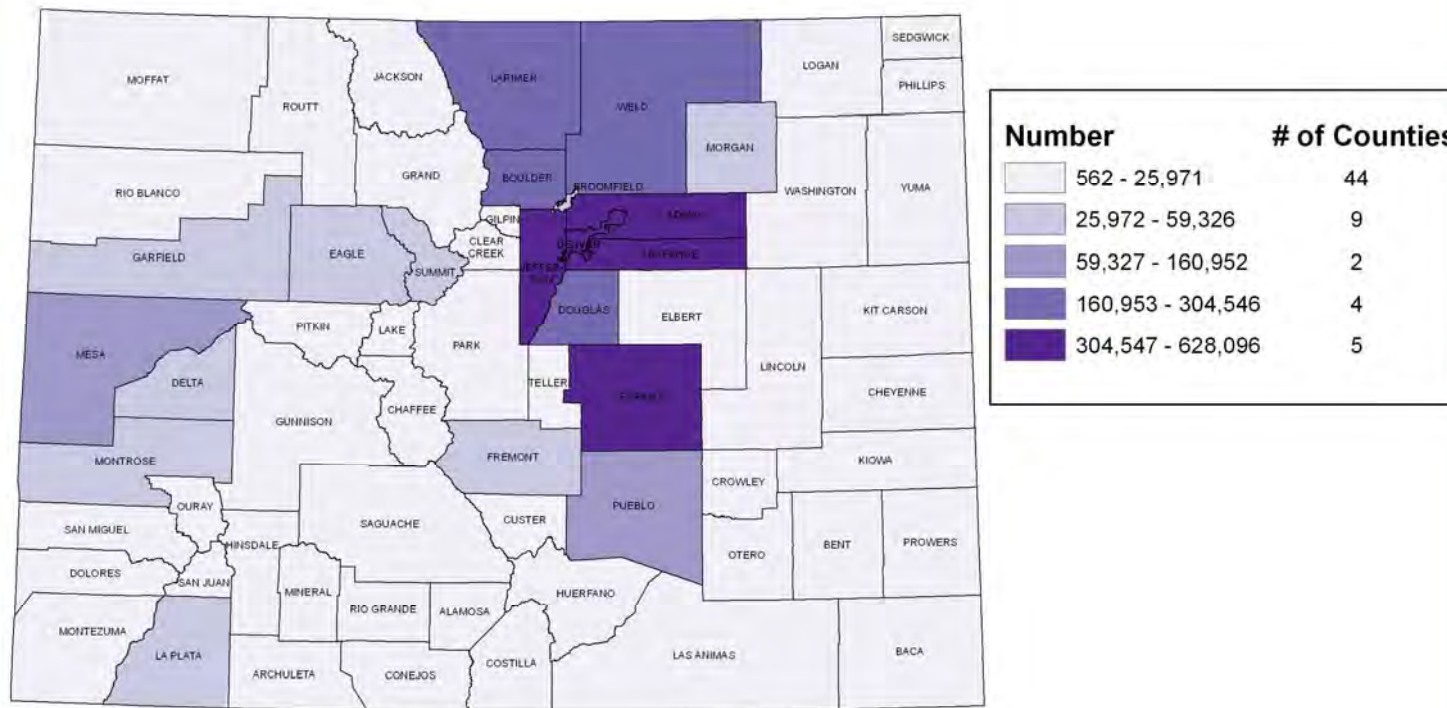 SEDGWICK
LOGAN
MOFFAT
JACKSON
LARIMER
PHILLIPS
ROUTT
WELD
MORGAN
RIO BLANCO
GRAND
BOULDER
BROOMFIELD
WASHINGTON
YUMA
GILPIN
CLEAR
CREEK
GARFIELD
EAGLE
SUMMIT
DOUGLAS
ELBERT
KIT CARSON
PITKIN
LAKE
PARK
MESA
DELTA
TELLER
LINCOLN
CHEYENNE
CHAFFEE
GUNNISON
MONTROSE
FREMONT
KIOWA
CROWLEY
PUEBLO
OURAY
SAN MIGUEL
SAGUACHE
CUSTER
HINSDALE
OTERO
BENT
PROWERS
DOLORES
SAN JUAN
MINERAL
RIO GRANDE
ALAMOSA
HUERFANO
MONTEZUMA
LA PLATA
ARCHULETA
CONEJOS
COSTILLA
LAS ANIMAS
BACA
Number # of Counties
562 - 25,971 44
25,972 - 59,326 9
59,327 - 160,952 2
160,953 - 304,546 4
304,547 - 628,096 5